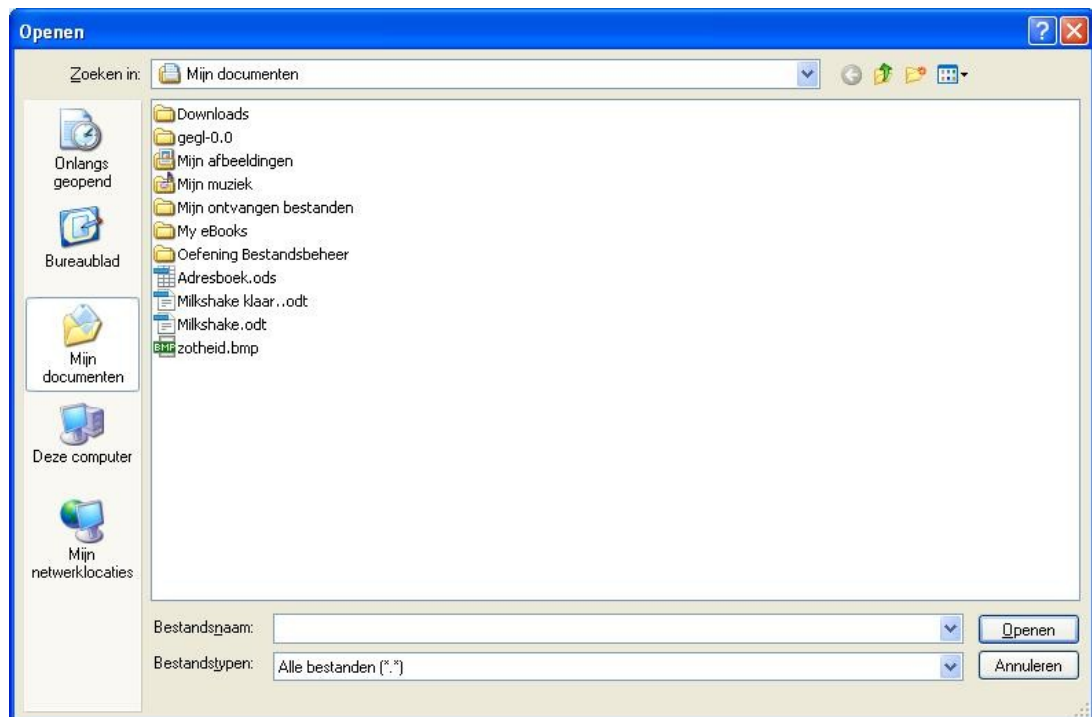 Openen
Zoeken in:
Mijn documenten
Onlangs
geopend
Bureaublad
Mijn
documenten
Deze computer
Mijn
netwerklocaties
Downloads
gegl-0.0
Mijn afbeeldingen
Mijn muziek
Mijn ontvangen bestanden
My eBooks
Oefening Bestandsbeheer
Adresboek.ods
Milkshake klaar..odt
Milkshake.odt
BMP zotheid.bmp
Bestandsnaam:
Openen
Bestandstypen:
Alle bestanden (*.*)
Annuleren